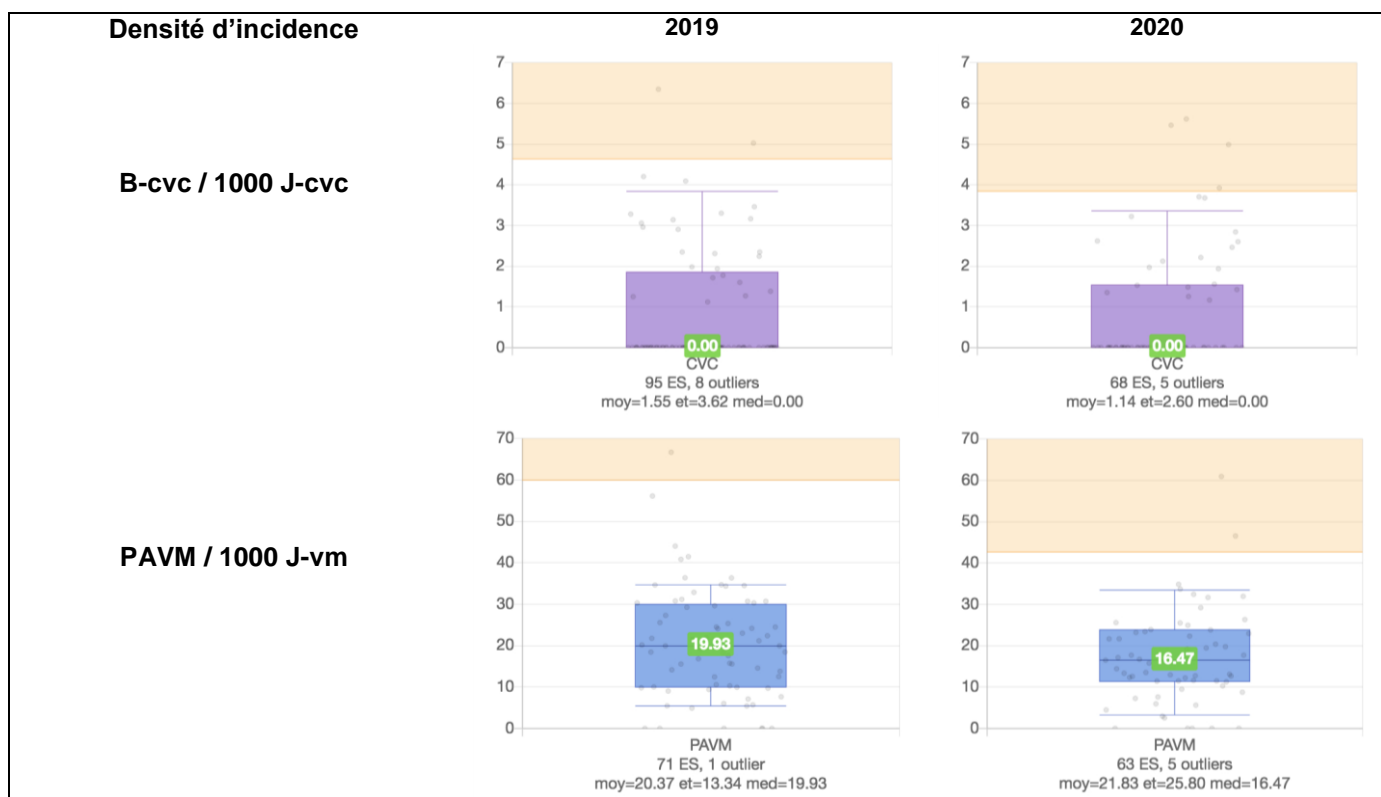 Densité d’incidence
2019
2020
B-cvc / 1000 J-cvc
7
6
5
4
3
2
1
0
0.00
CVC
95 ES, 8 outliers
moy=1.55 et=3.62 med=0.00
7
6
5
4
3
2
1
0
0.00
CVC
68 ES, 5 outliers
moy=1.14 et=2.60 med=0.00
PAVM / 1000 J-vm
70
60
50
40
30
20
10
0
19.93
PAVM
71 ES, 1 outlier
moy=20.37 et=13.34 med=19.93
70
60
50
40
30
20
10
0
16.47
PAVM
63 ES, 5 outliers
moy=21.83 et=25.80 med=16.47